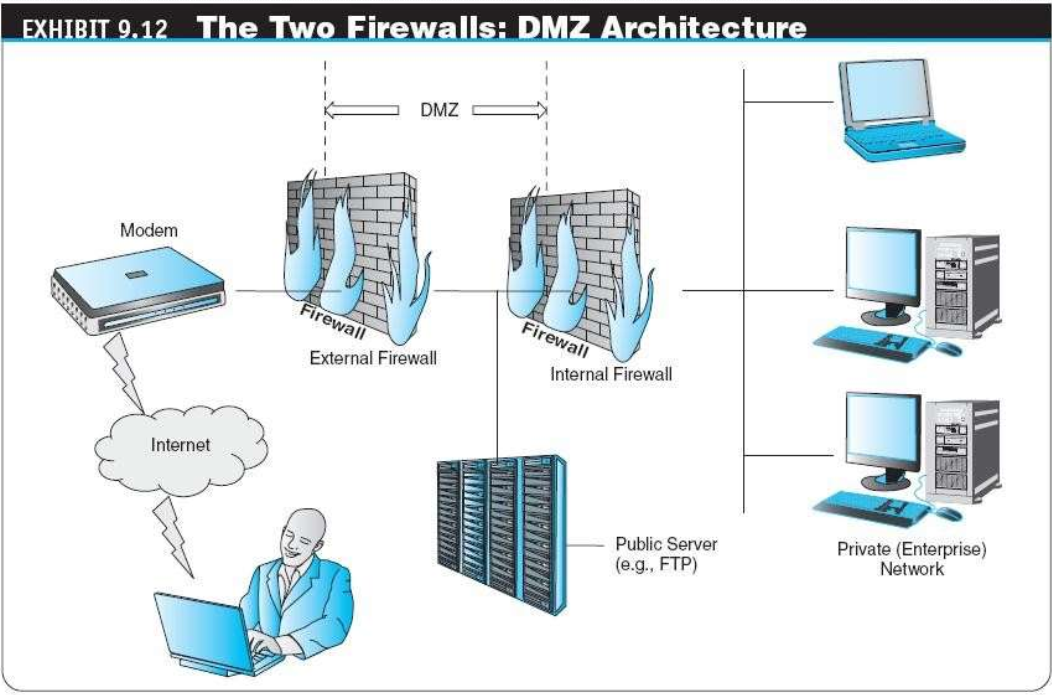 EXHIBIT 9.12 The Two Firewalls: DMZ Architecture
DMZ
Modem
Firewall
External Firewall
Firewall
Internal Firewall
Internet
Public Server
(e.g., FTP)
Private (Enterprise)
Network